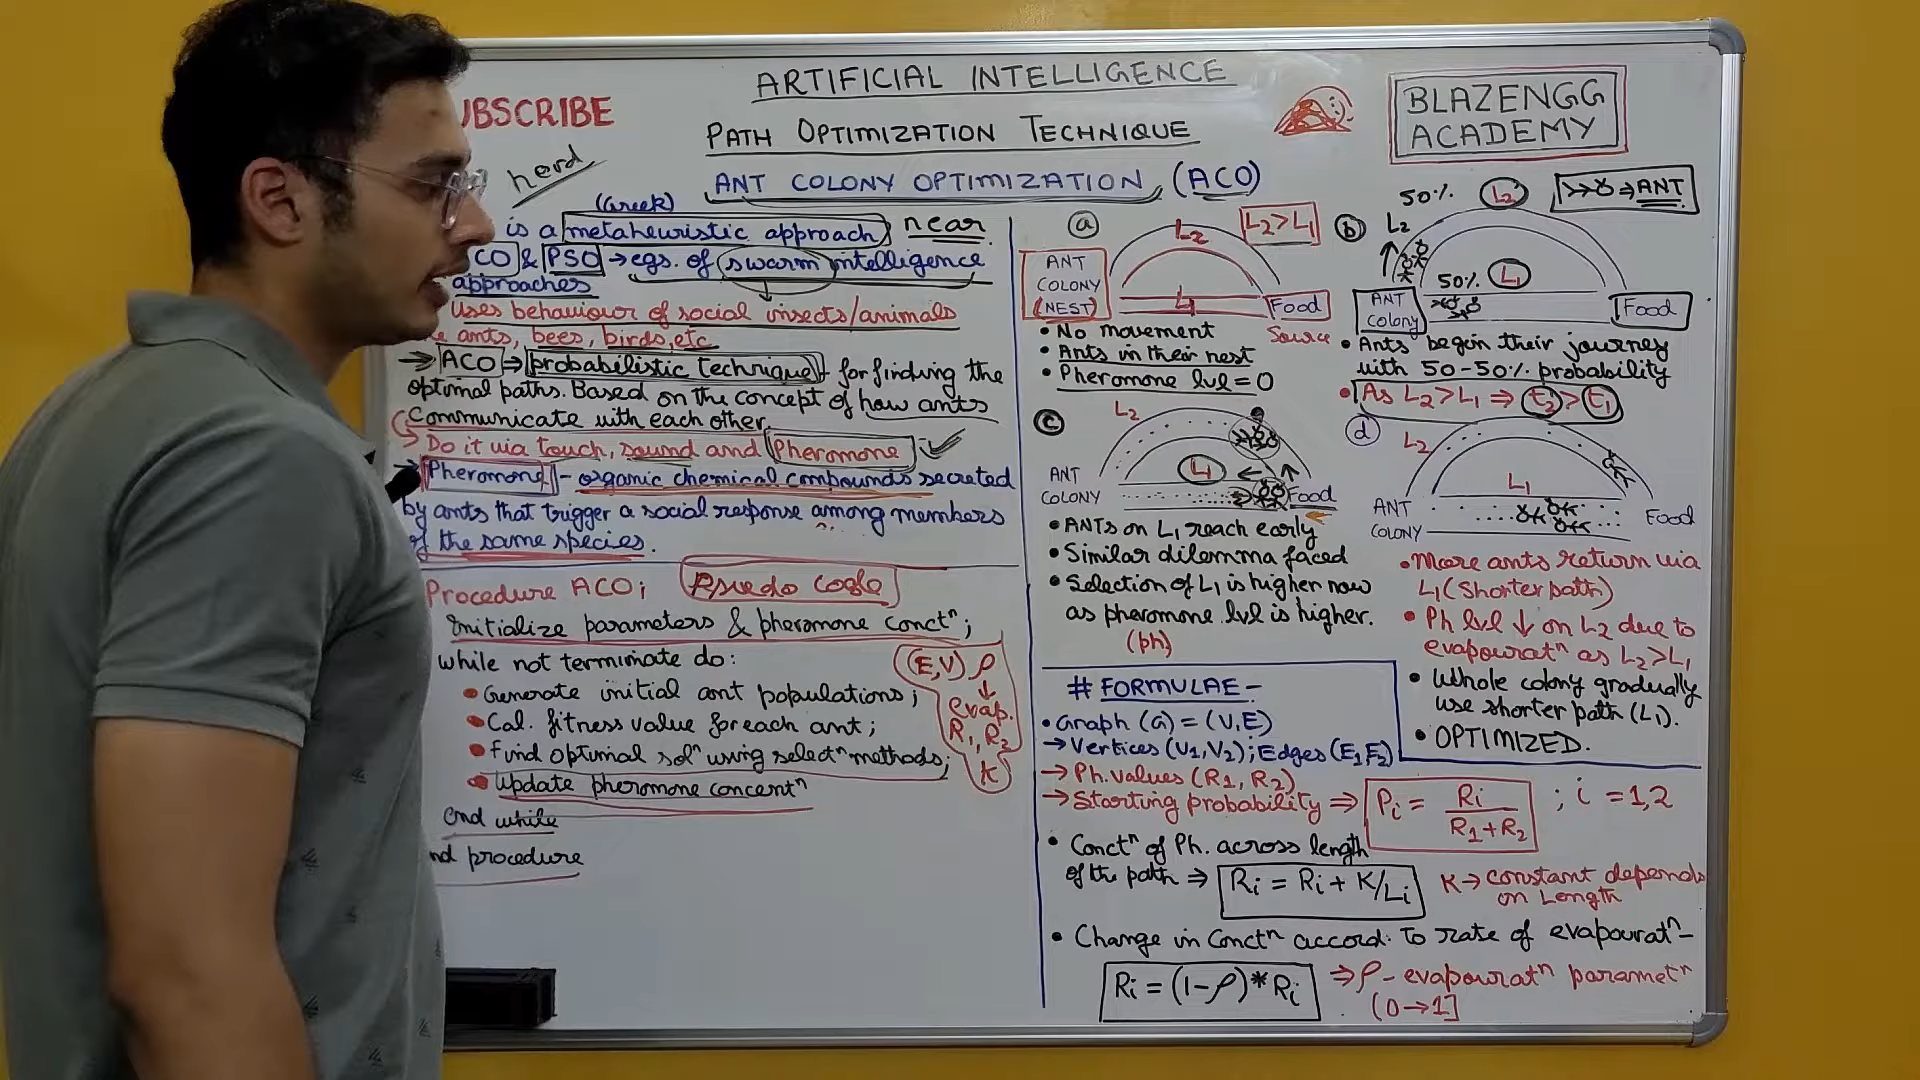 ARTIFICIAL INTELLIGENCE
PATH OPTIMIZATION TECHNIQUE
ANT COLONY OPTIMIZATION (ACO)
BLAZENGG
ACADEMY
UBSCRIBE
herd
(Greek)
is a metaheuristic approach near
CO & PSO → egs. of swarm intelligence
approaches
Uses behaviour of social insects/animals
ants, bees, birds, etc
→ ACO ⇒ probabilistic technique for finding the
optimal paths. Based on the concept of how ants
communicate with each other.
→ Do it via touch, sound and Pheromone
→ Pheromone - organic chemical compounds secreted
by ants that trigger a social response among members
of the same species.
Procedure ACO; Psuedo Code
Initialize parameters & pheromone conctⁿ;
while not terminate do:
• Generate initial ant populations;
• Cal. fitness value for each ant;
• Find optimal solⁿ using selectⁿ methods;
• Update pheromone concentⁿ
end while
nd procedure
(E,V) ρ
↓
evap.
R₁, R₂
K
ⓐ L₂ L₂>L₁
ANT
COLONY
(NEST)
L₁
Food
Source
• No movement
• Ants in their nest
• Pheromone lvl = 0
ⓑ 50% L₂ ⇒ANT
L₂
50% L₁
ANT
COLONY
Food
• Ants begin their journey
with 50-50% probability
• As L₂>L₁ ⇒ t₂>t₁
ⓒ L₂
L₁
ANT
COLONY
Food
• ANTs on L₁ reach early
• Similar dilemma faced
• Selection of L₁ is higher now
as pheromone lvl is higher.
(ph)
ⓓ L₂
L₁
ANT
COLONY
Food
• More ants return via
L₁ (Shorter path)
• Ph lvl ↓ on L₂ due to
evapouratⁿ as L₂>L₁
• Whole colony gradually
use shorter path (L₁).
• OPTIMIZED.
# FORMULAE -
• Graph (G) = (V,E)
→ Vertices (V₁,V₂); Edges (E₁E₂)
→ Ph. values (R₁, R₂)
→ Starting probability ⇒ Pi = Ri / R₁+R₂ ; i = 1,2
• Conctⁿ of Ph. across length
of the path ⇒ Ri = Ri + K/Li
K → constant depends
on Length
• Change in Conctⁿ accord. to rate of evapouratⁿ -
Ri = (1-ρ)*Ri ⇒ ρ - evapouratⁿ parametⁿ
(0→1]